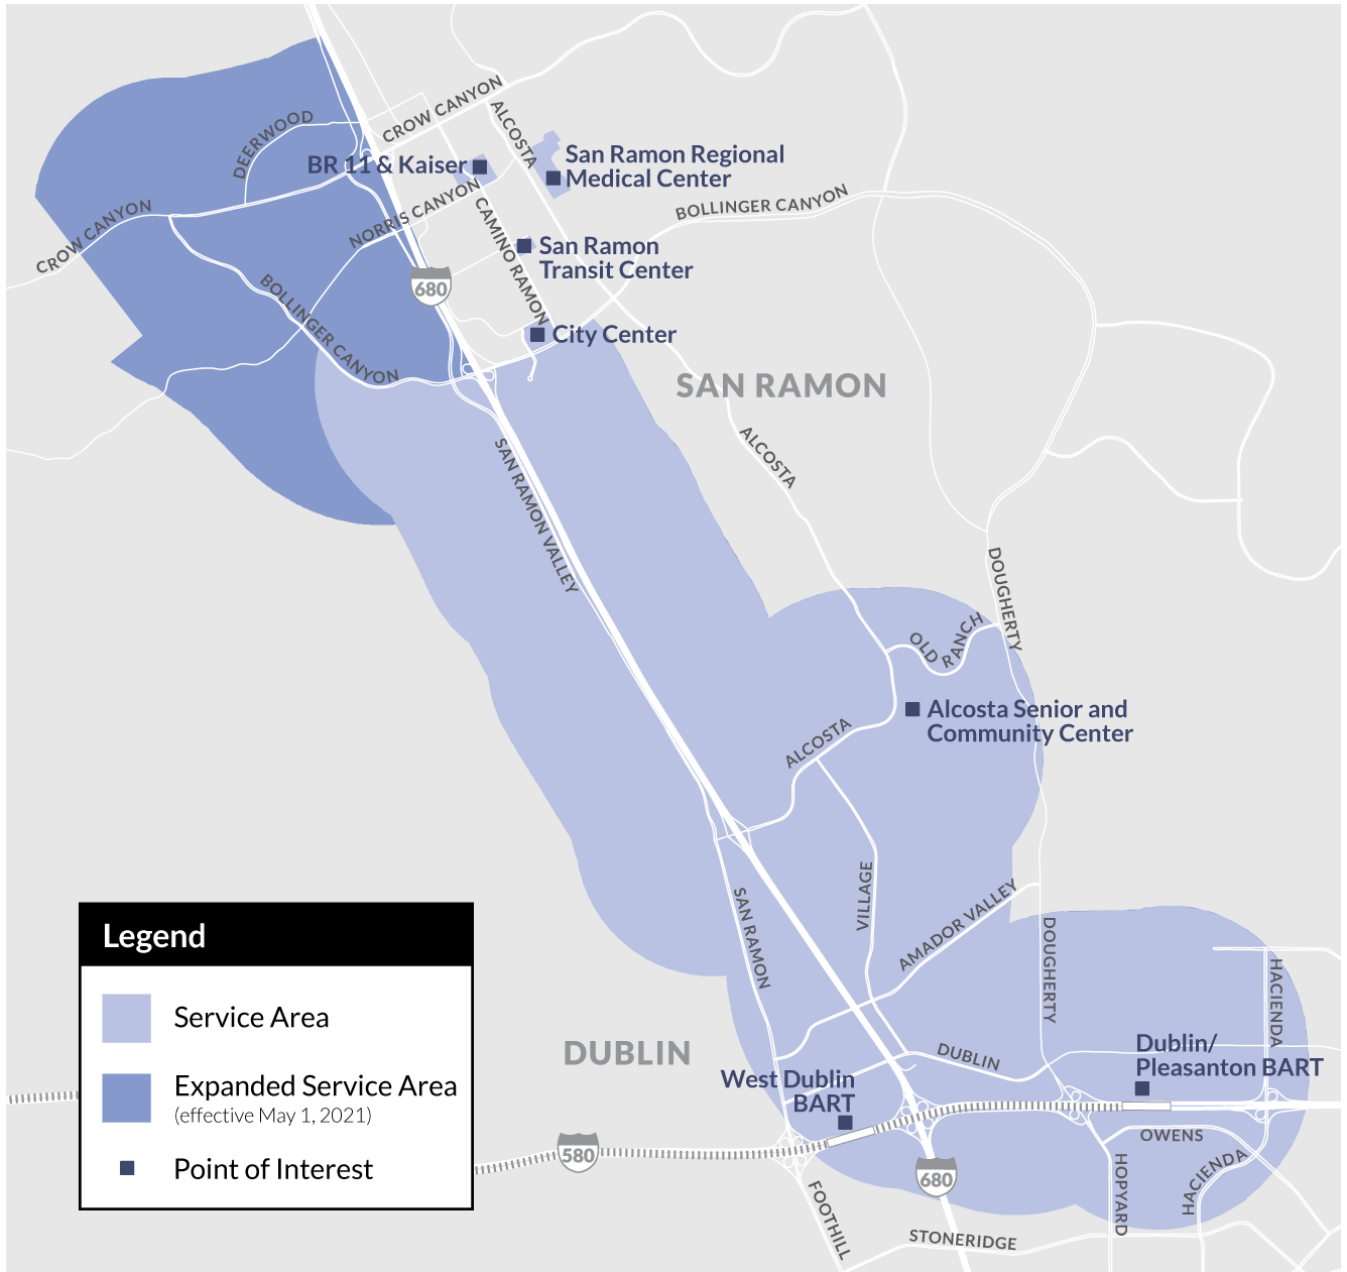 CROW CANYON
ALCOSTA
DEERWOOD
BR 11 & Kaiser
San Ramon Regional
Medical Center
CROW CANYON
NORRIS CANYON
CAMINO RAMON
BOLLINGER CANYON
San Ramon
Transit Center
680
BOLLINGER CANYON
City Center
SAN RAMON
ALCOSTA
SAN RAMON VALLEY
DOUGHERTY
OLD RANCH
Alcosta Senior and
Community Center
ALCOSTA
VILLAGE
AMADOR VALLEY
SAN RAMON
DOUGHERTY
HACIENDA
DUBLIN
DUBLIN
Dublin/
Pleasanton BART
West Dublin
BART
OWENS
580
680
HOPYARD
HACIENDA
FOOTHILL
STONERIDGE
Legend
Service Area
Expanded Service Area
(effective May 1, 2021)
Point of Interest